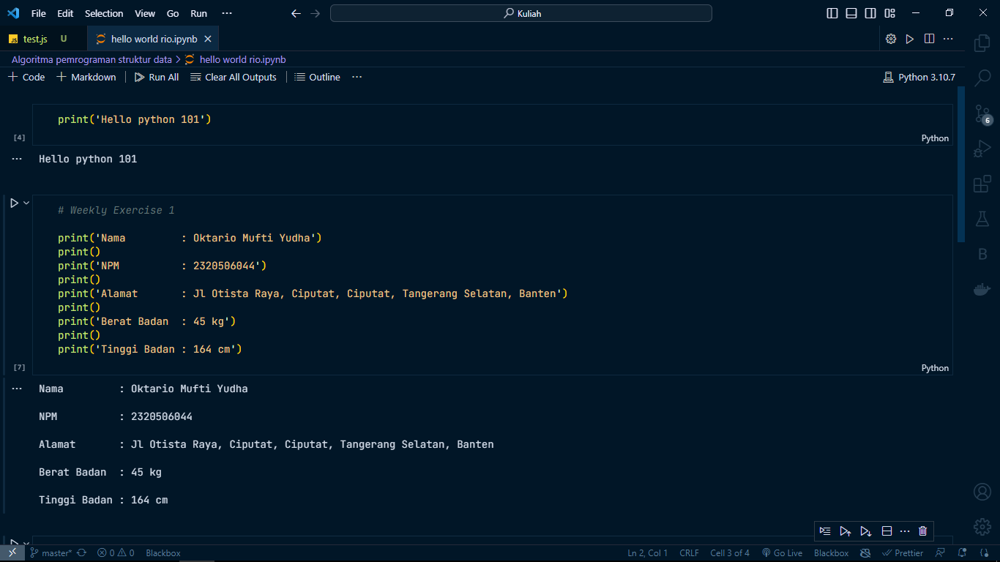 File Edit Selection View Go Run ··· Kuliah
JS test.js U hello world rio.ipynb
Algoritma pemrograman struktur data > hello world rio.ipynb
+ Code + Markdown Run All Clear All Outputs Outline ··· Python 3.10.7
print('Hello python 101')
[4] Python
Hello python 101
# Weekly Exercise 1
print('Nama         : Oktario Mufti Yudha')
print()
print('NPM          : 2320506044')
print()
print('Alamat       : Jl Otista Raya, Ciputat, Ciputat, Tangerang Selatan, Banten')
print()
print('Berat Badan  : 45 kg')
print()
print('Tinggi Badan : 164 cm')
[7] Python
Nama         : Oktario Mufti Yudha
NPM          : 2320506044
Alamat       : Jl Otista Raya, Ciputat, Ciputat, Tangerang Selatan, Banten
Berat Badan  : 45 kg
Tinggi Badan : 164 cm
6
B
master* 0 0 Blackbox Ln 2, Col 1 CRLF Cell 3 of 4 Go Live Blackbox Prettier